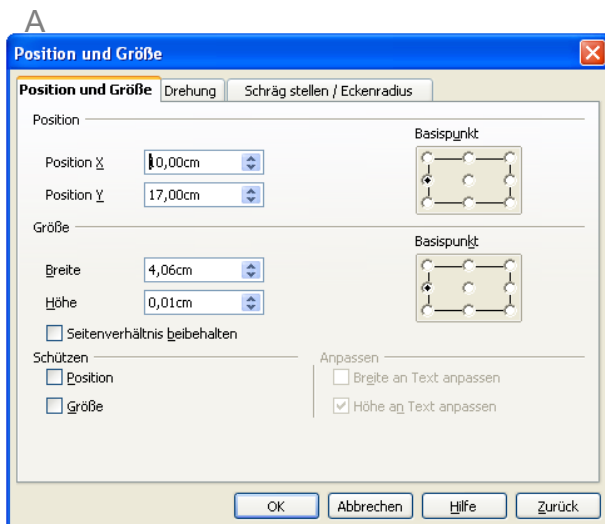 A
Position und Größe
Position und Größe Drehung Schräg stellen / Eckenradius
Position
Basispunkt
Position X 10,00cm
Position Y 17,00cm
Größe
Basispunkt
Breite 4,06cm
Höhe 0,01cm
Seitenverhältnis beibehalten
Schützen Anpassen
Position Breite an Text anpassen
Größe Höhe an Text anpassen
OK Abbrechen Hilfe Zurück